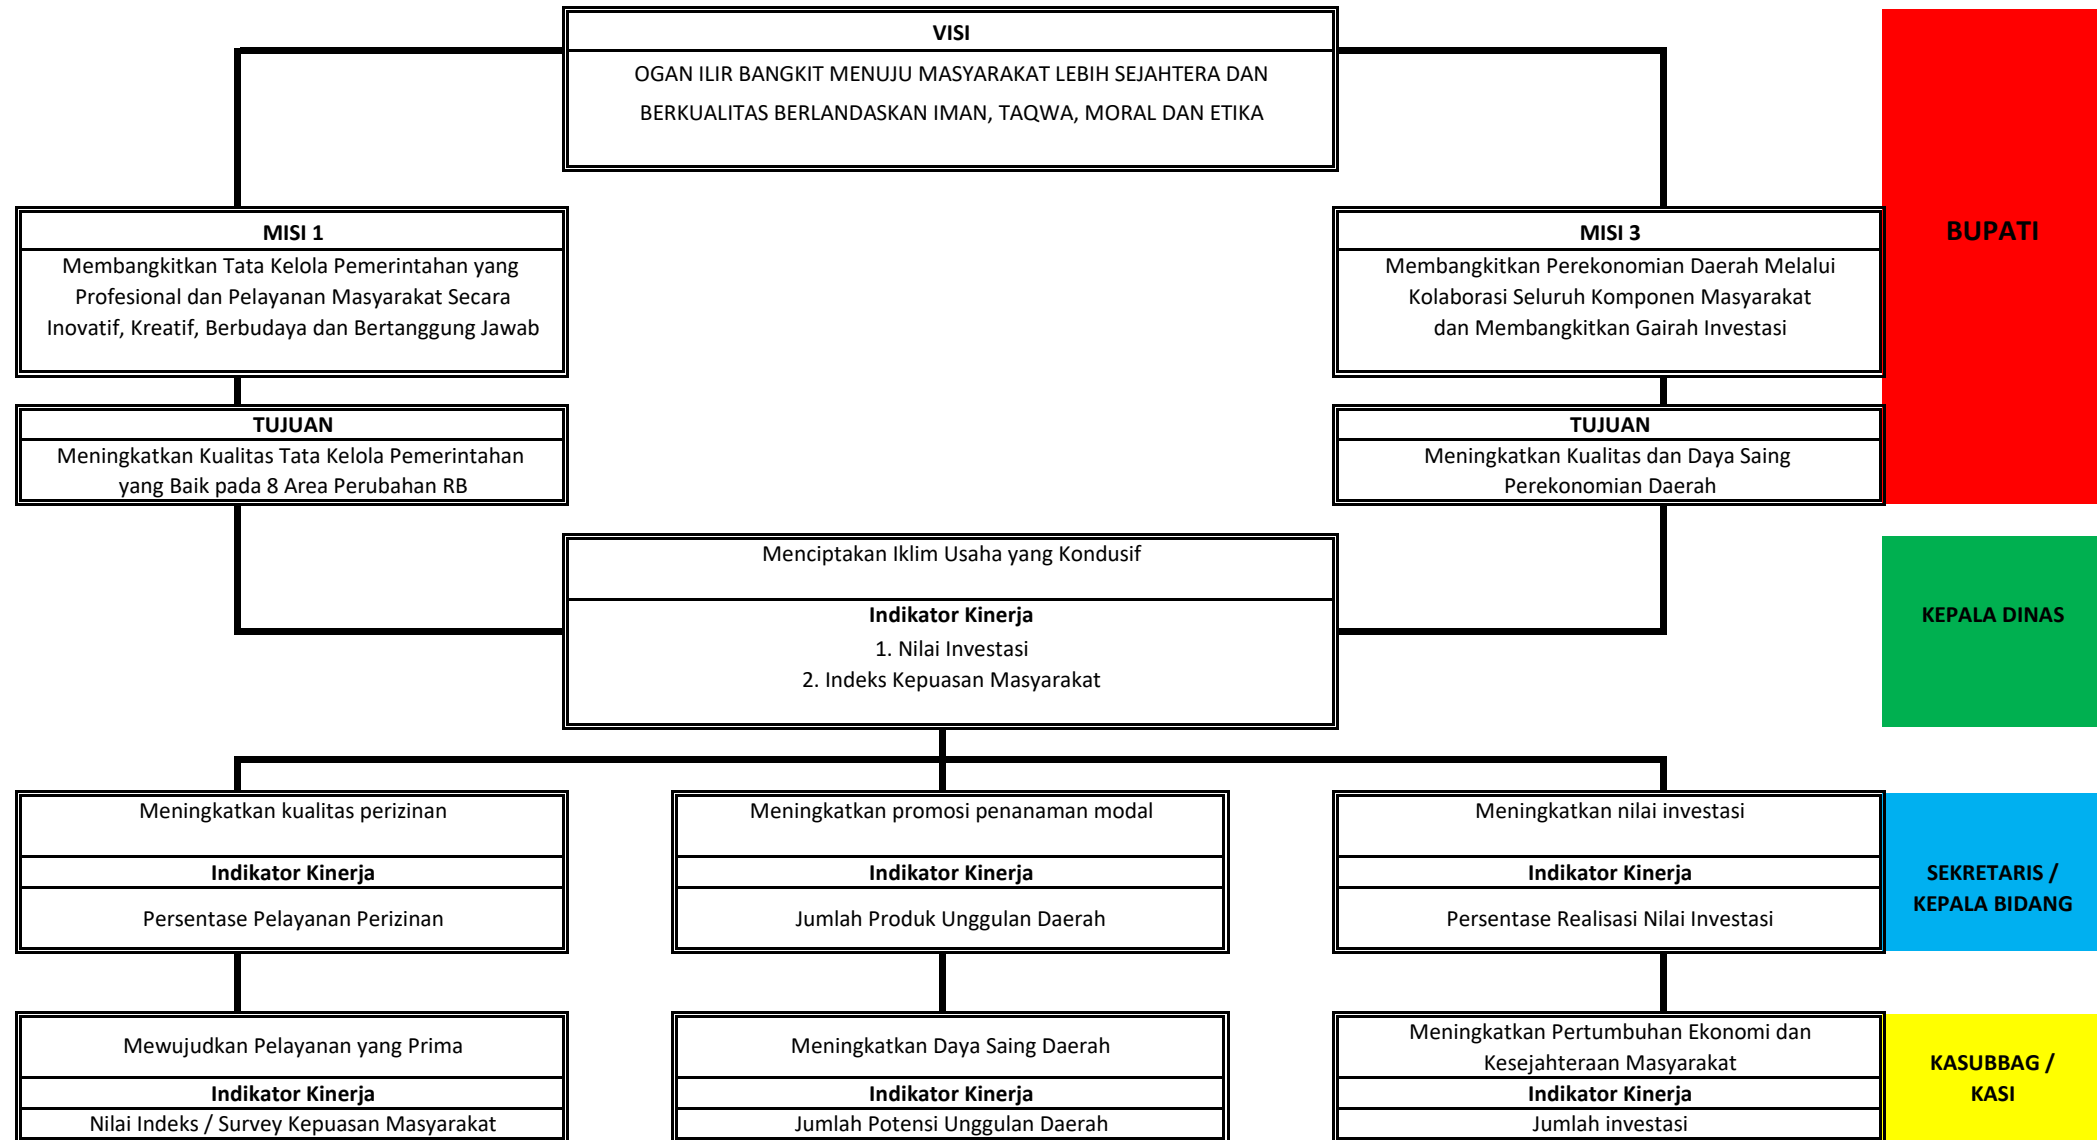 VISI
OGAN ILIR BANGKIT MENUJU MASYARAKAT LEBIH SEJAHTERA DAN
BERKUALITAS BERLANDASKAN IMAN, TAQWA, MORAL DAN ETIKA
MISI 1
Membangkitkan Tata Kelola Pemerintahan yang
Profesional dan Pelayanan Masyarakat Secara
Inovatif, Kreatif, Berbudaya dan Bertanggung Jawab
MISI 3
Membangkitkan Perekonomian Daerah Melalui
Kolaborasi Seluruh Komponen Masyarakat
dan Membangkitkan Gairah Investasi
BUPATI
TUJUAN
Meningkatkan Kualitas Tata Kelola Pemerintahan
yang Baik pada 8 Area Perubahan RB
TUJUAN
Meningkatkan Kualitas dan Daya Saing
Perekonomian Daerah
Menciptakan Iklim Usaha yang Kondusif
Indikator Kinerja
1. Nilai Investasi
2. Indeks Kepuasan Masyarakat
KEPALA DINAS
Meningkatkan kualitas perizinan
Indikator Kinerja
Persentase Pelayanan Perizinan
Meningkatkan promosi penanaman modal
Indikator Kinerja
Jumlah Produk Unggulan Daerah
Meningkatkan nilai investasi
Indikator Kinerja
Persentase Realisasi Nilai Investasi
SEKRETARIS /
KEPALA BIDANG
Mewujudkan Pelayanan yang Prima
Indikator Kinerja
Nilai Indeks / Survey Kepuasan Masyarakat
Meningkatkan Daya Saing Daerah
Indikator Kinerja
Jumlah Potensi Unggulan Daerah
Meningkatkan Pertumbuhan Ekonomi dan
Kesejahteraan Masyarakat
Indikator Kinerja
Jumlah investasi
KASUBBAG /
KASI